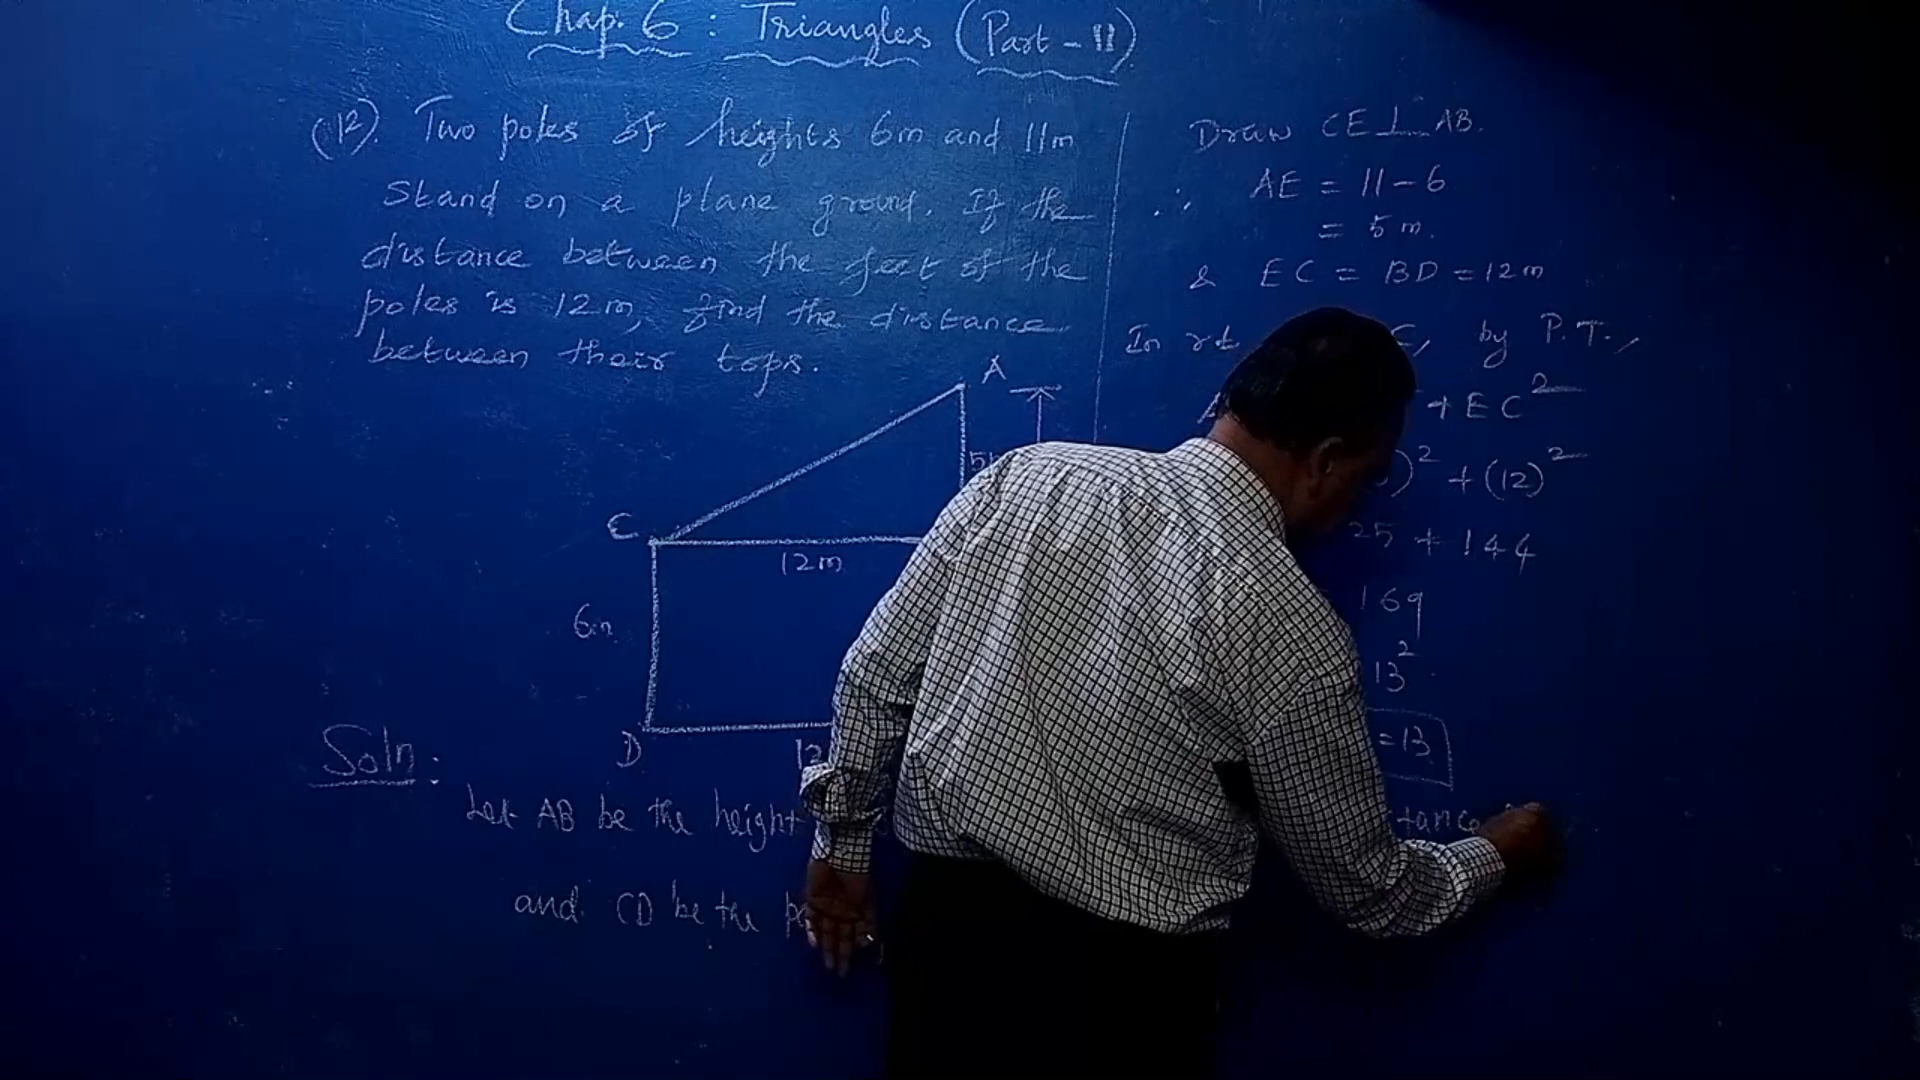 Chap. 6 : Triangles (Part - II)
(12). Two poles of heights 6m and 11m
Stand on a plane ground. If the
distance between the feet of the
poles is 12m, find the distance
between their tops.
A
C
12m
6m
D
Soln :
Let AB be the height
and CD be the
Draw CE ⊥ AB.
∴ AE = 11 - 6
= 5 m.
& EC = BD = 12m
In rt C, by P.T.,
+ EC²
)² + (12)²
25 + 144
169
13²
= 13